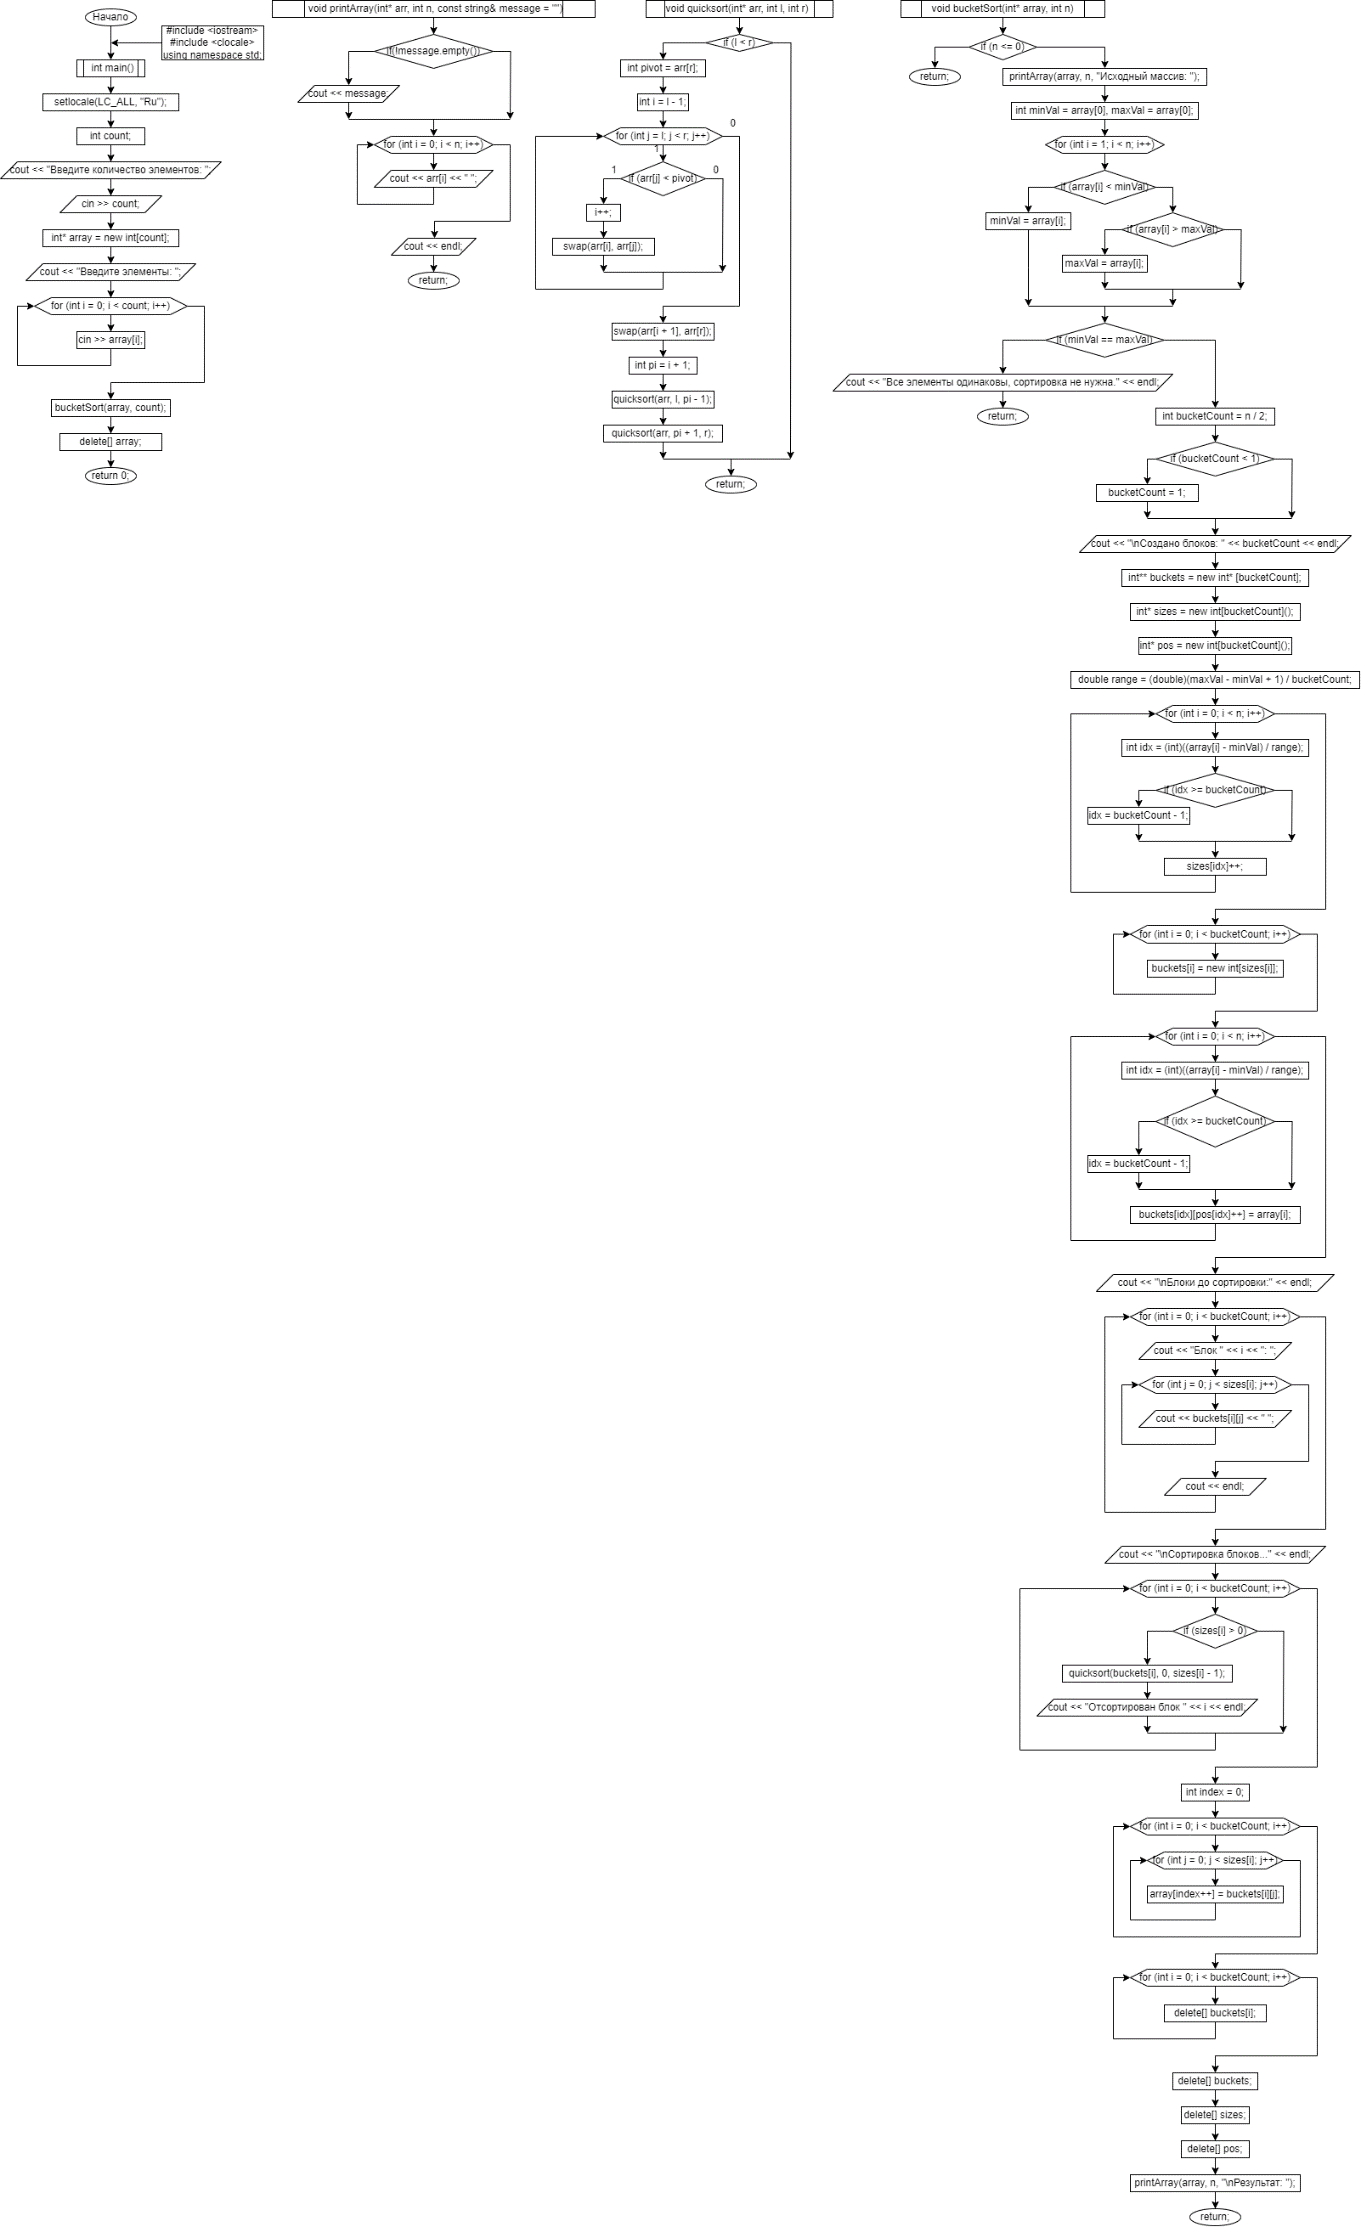 Начало
#include <iostream>
#include <clocale>
using namespace std;
int main()
setlocale(LC_ALL, "Ru");
int count;
cout << "Введите количество элементов: ";
cin >> count;
int* array = new int[count];
cout << "Введите элементы: ";
for (int i = 0; i < count; i++)
cin >> array[i];
bucketSort(array, count);
delete[] array;
return 0;
void printArray(int* arr, int n, const string& message = "")
if(!message.empty())
cout << message;
for (int i = 0; i < n; i++)
cout << arr[i] << " ";
cout << endl;
return;
void quicksort(int* arr, int l, int r)
if (l < r)
int pivot = arr[r];
int i = l - 1;
for (int j = l; j < r; j++)
0
1
if (arr[j] < pivot)
1
0
i++;
swap(arr[i], arr[j]);
swap(arr[i + 1], arr[r]);
int pi = i + 1;
quicksort(arr, l, pi - 1);
quicksort(arr, pi + 1, r);
return;
void bucketSort(int* array, int n)
if (n <= 0)
return;
printArray(array, n, "Исходный массив: ");
int minVal = array[0], maxVal = array[0];
for (int i = 1; i < n; i++)
if (array[i] < minVal)
minVal = array[i];
if (array[i] > maxVal)
maxVal = array[i];
if (minVal == maxVal)
cout << "Все элементы одинаковы, сортировка не нужна." << endl;
return;
int bucketCount = n / 2;
if (bucketCount < 1)
bucketCount = 1;
cout << "\nСоздано блоков: " << bucketCount << endl;
int** buckets = new int* [bucketCount];
int* sizes = new int[bucketCount]();
int* pos = new int[bucketCount]();
double range = (double)(maxVal - minVal + 1) / bucketCount;
for (int i = 0; i < n; i++)
int idx = (int)((array[i] - minVal) / range);
if (idx >= bucketCount)
idx = bucketCount - 1;
sizes[idx]++;
for (int i = 0; i < bucketCount; i++)
buckets[i] = new int[sizes[i]];
for (int i = 0; i < n; i++)
int idx = (int)((array[i] - minVal) / range);
if (idx >= bucketCount)
idx = bucketCount - 1;
buckets[idx][pos[idx]++] = array[i];
cout << "\nБлоки до сортировки:" << endl;
for (int i = 0; i < bucketCount; i++)
cout << "Блок " << i << ": ";
for (int j = 0; j < sizes[i]; j++)
cout << buckets[i][j] << " ";
cout << endl;
cout << "\nСортировка блоков..." << endl;
for (int i = 0; i < bucketCount; i++)
if (sizes[i] > 0)
quicksort(buckets[i], 0, sizes[i] - 1);
cout << "Отсортирован блок " << i << endl;
int index = 0;
for (int i = 0; i < bucketCount; i++)
for (int j = 0; j < sizes[i]; j++)
array[index++] = buckets[i][j];
for (int i = 0; i < bucketCount; i++)
delete[] buckets[i];
delete[] buckets;
delete[] sizes;
delete[] pos;
printArray(array, n, "\nРезультат: ");
return;